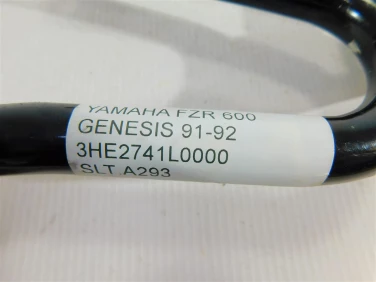 YAMAHA FZR 600
GENESIS 91-92
3HE2741L0000
SLT A293